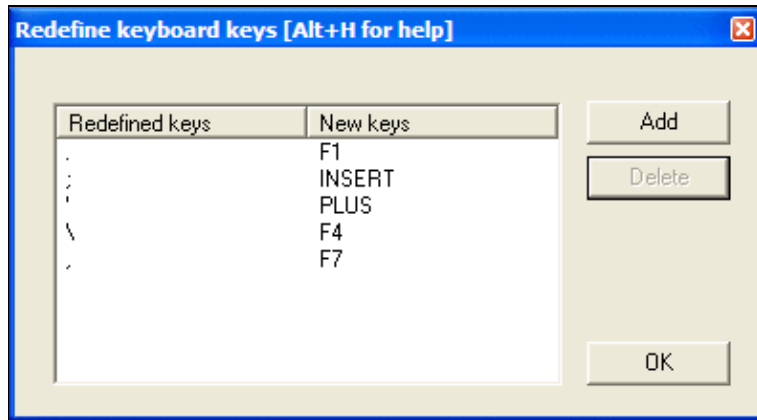 Redefine keyboard keys [Alt+H for help]
Redefined keys New keys
Add
. F1
; INSERT
Delete
' PLUS
\ F4
, F7
OK